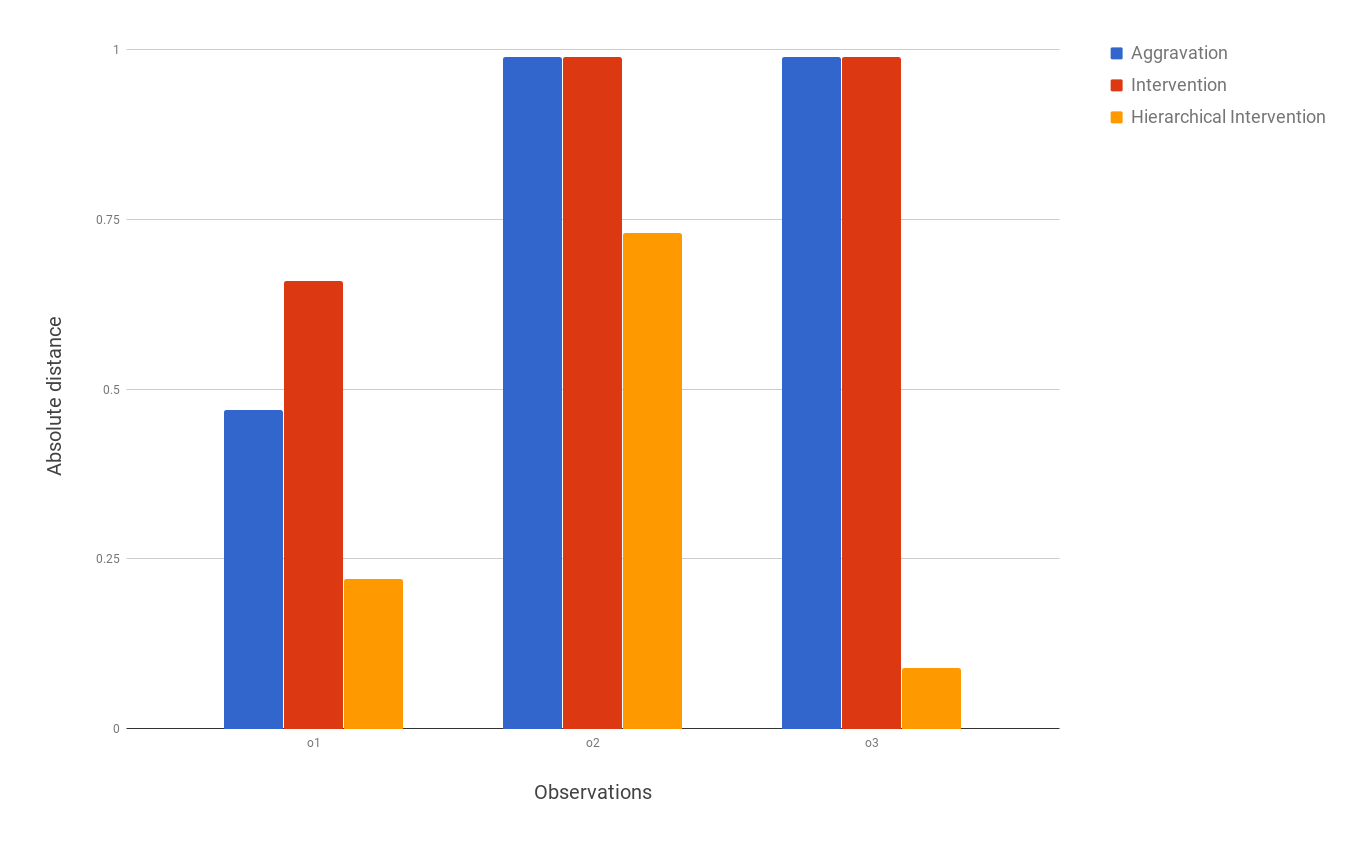 Aggravation
Intervention
Hierarchical Intervention
Absolute distance
1
0.75
0.5
0.25
0
o1 o2 o3
Observations